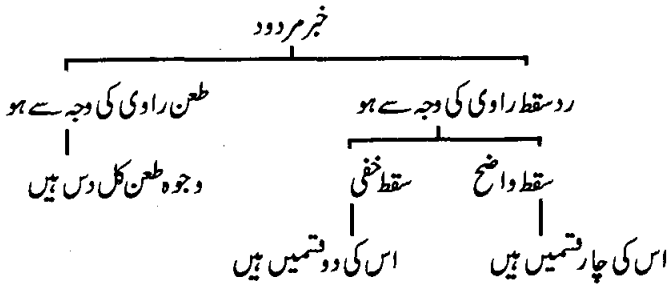 خبر مردود
رد سقط راوی کی وجہ سے ہو
طعن راوی کی وجہ سے ہو
سقط واضح
سقط خفی
وجوہ طعن کل دس ہیں
اس کی چار قسمیں ہیں
اس کی دو قسمیں ہیں